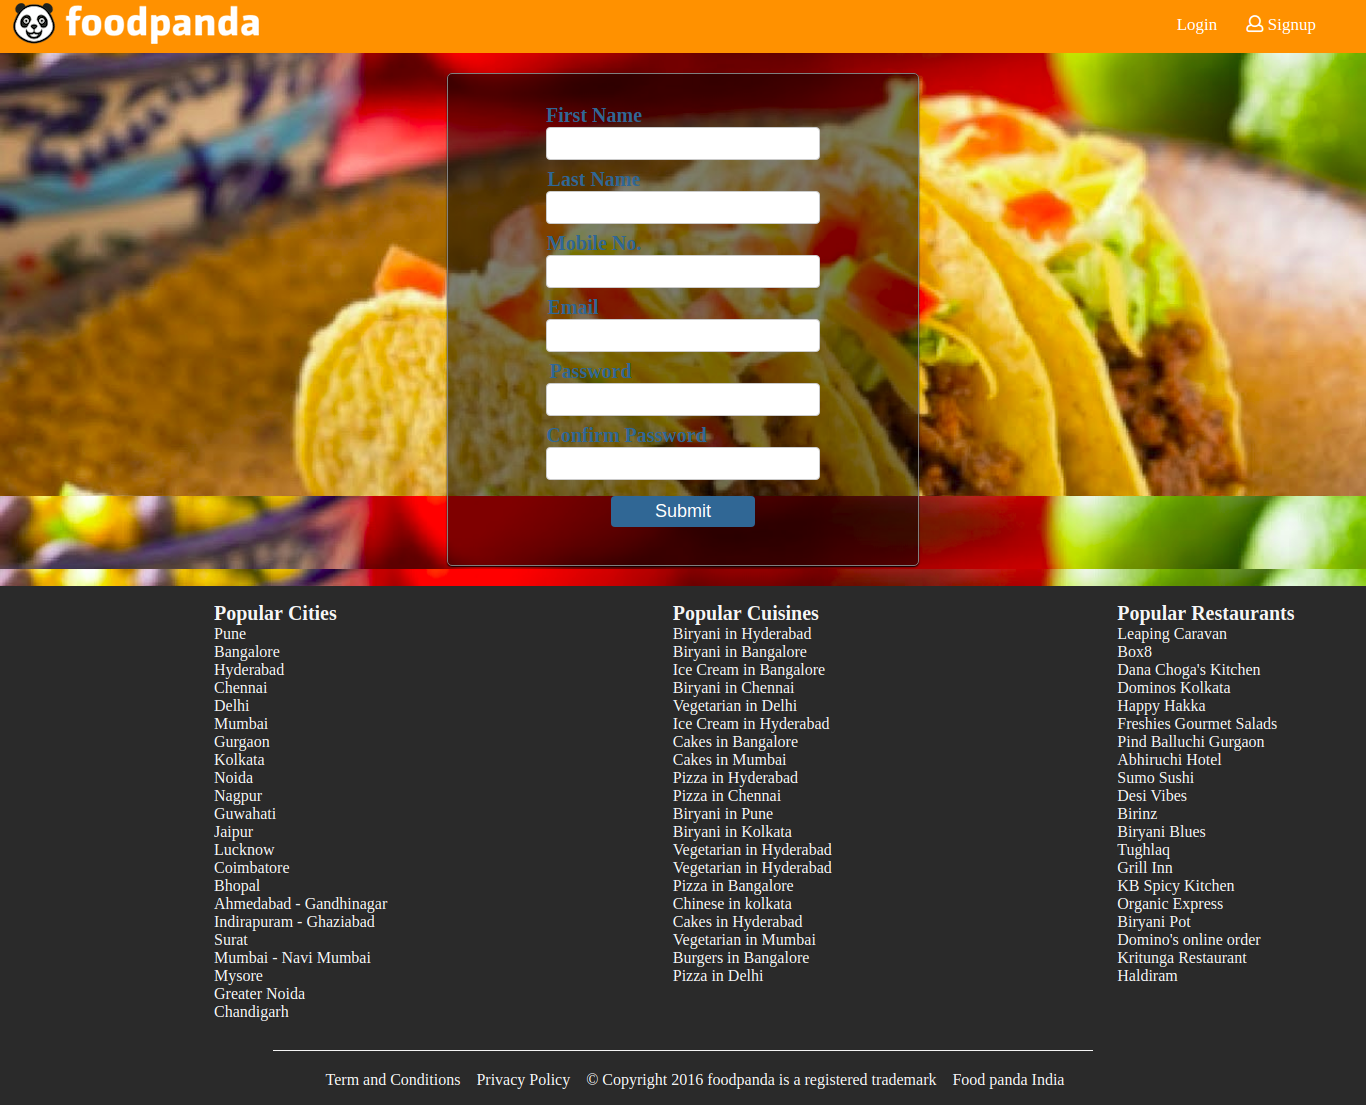 foodpanda
Login
Signup
First Name
Last Name
Mobile No.
Email
Password
Confirm Password
Submit
Popular Cities
Pune
Bangalore
Hyderabad
Chennai
Delhi
Mumbai
Gurgaon
Kolkata
Noida
Nagpur
Guwahati
Jaipur
Lucknow
Coimbatore
Bhopal
Ahmedabad - Gandhinagar
Indirapuram - Ghaziabad
Surat
Mumbai - Navi Mumbai
Mysore
Greater Noida
Chandigarh
Popular Cuisines
Biryani in Hyderabad
Biryani in Bangalore
Ice Cream in Bangalore
Biryani in Chennai
Vegetarian in Delhi
Ice Cream in Hyderabad
Cakes in Bangalore
Cakes in Mumbai
Pizza in Hyderabad
Pizza in Chennai
Biryani in Pune
Biryani in Kolkata
Vegetarian in Hyderabad
Vegetarian in Hyderabad
Pizza in Bangalore
Chinese in kolkata
Cakes in Hyderabad
Vegetarian in Mumbai
Burgers in Bangalore
Pizza in Delhi
Popular Restaurants
Leaping Caravan
Box8
Dana Choga's Kitchen
Dominos Kolkata
Happy Hakka
Freshies Gourmet Salads
Pind Balluchi Gurgaon
Abhiruchi Hotel
Sumo Sushi
Desi Vibes
Birinz
Biryani Blues
Tughlaq
Grill Inn
KB Spicy Kitchen
Organic Express
Biryani Pot
Domino's online order
Kritunga Restaurant
Haldiram
Term and Conditions Privacy Policy © Copyright 2016 foodpanda is a registered trademark Food panda India